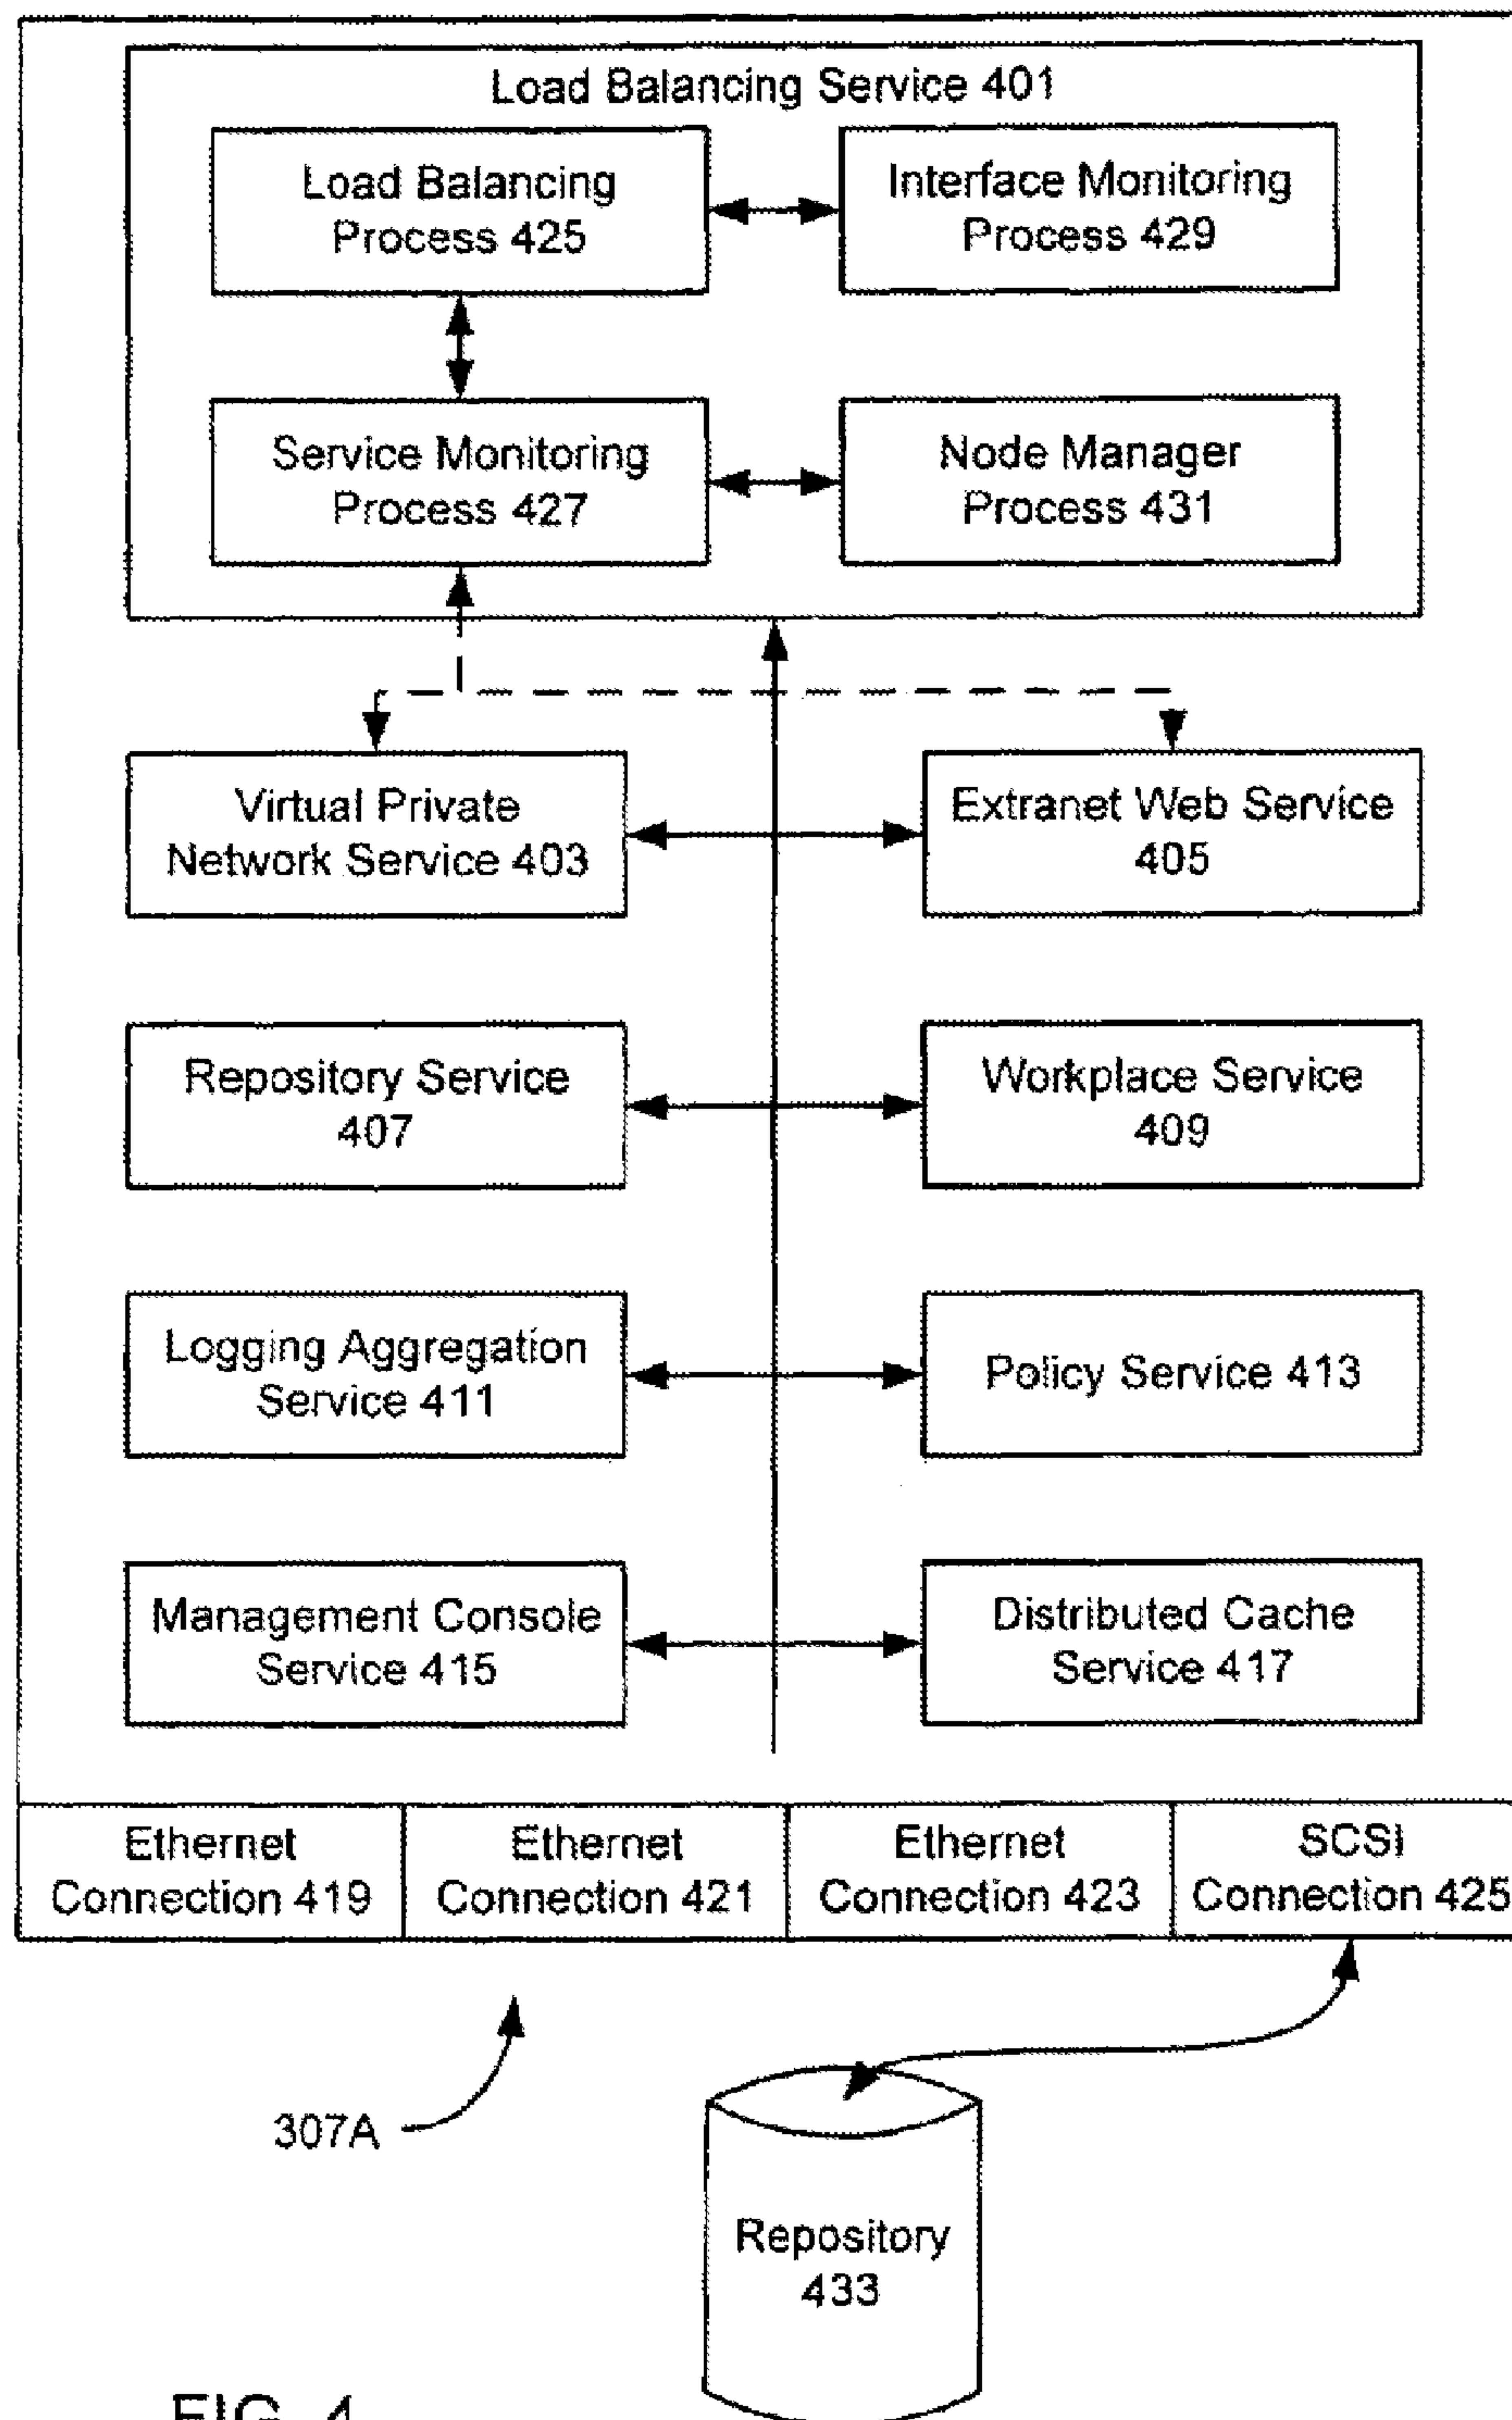 Load Balancing Service 401
Load Balancing
Process 425
Interface Monitoring
Process 429
Service Monitoring
Process 427
Node Manager
Process 431
Virtual Private
Network Service 403
Extranet Web Service
405
Repository Service
407
Workplace Service
409
Logging Aggregation
Service 411
Policy Service 413
Management Console
Service 415
Distributed Cache
Service 417
Ethernet
Connection 419
Ethernet
Connection 421
Ethernet
Connection 423
SCSI
Connection 425
307A
Repository
433
FIG. 4